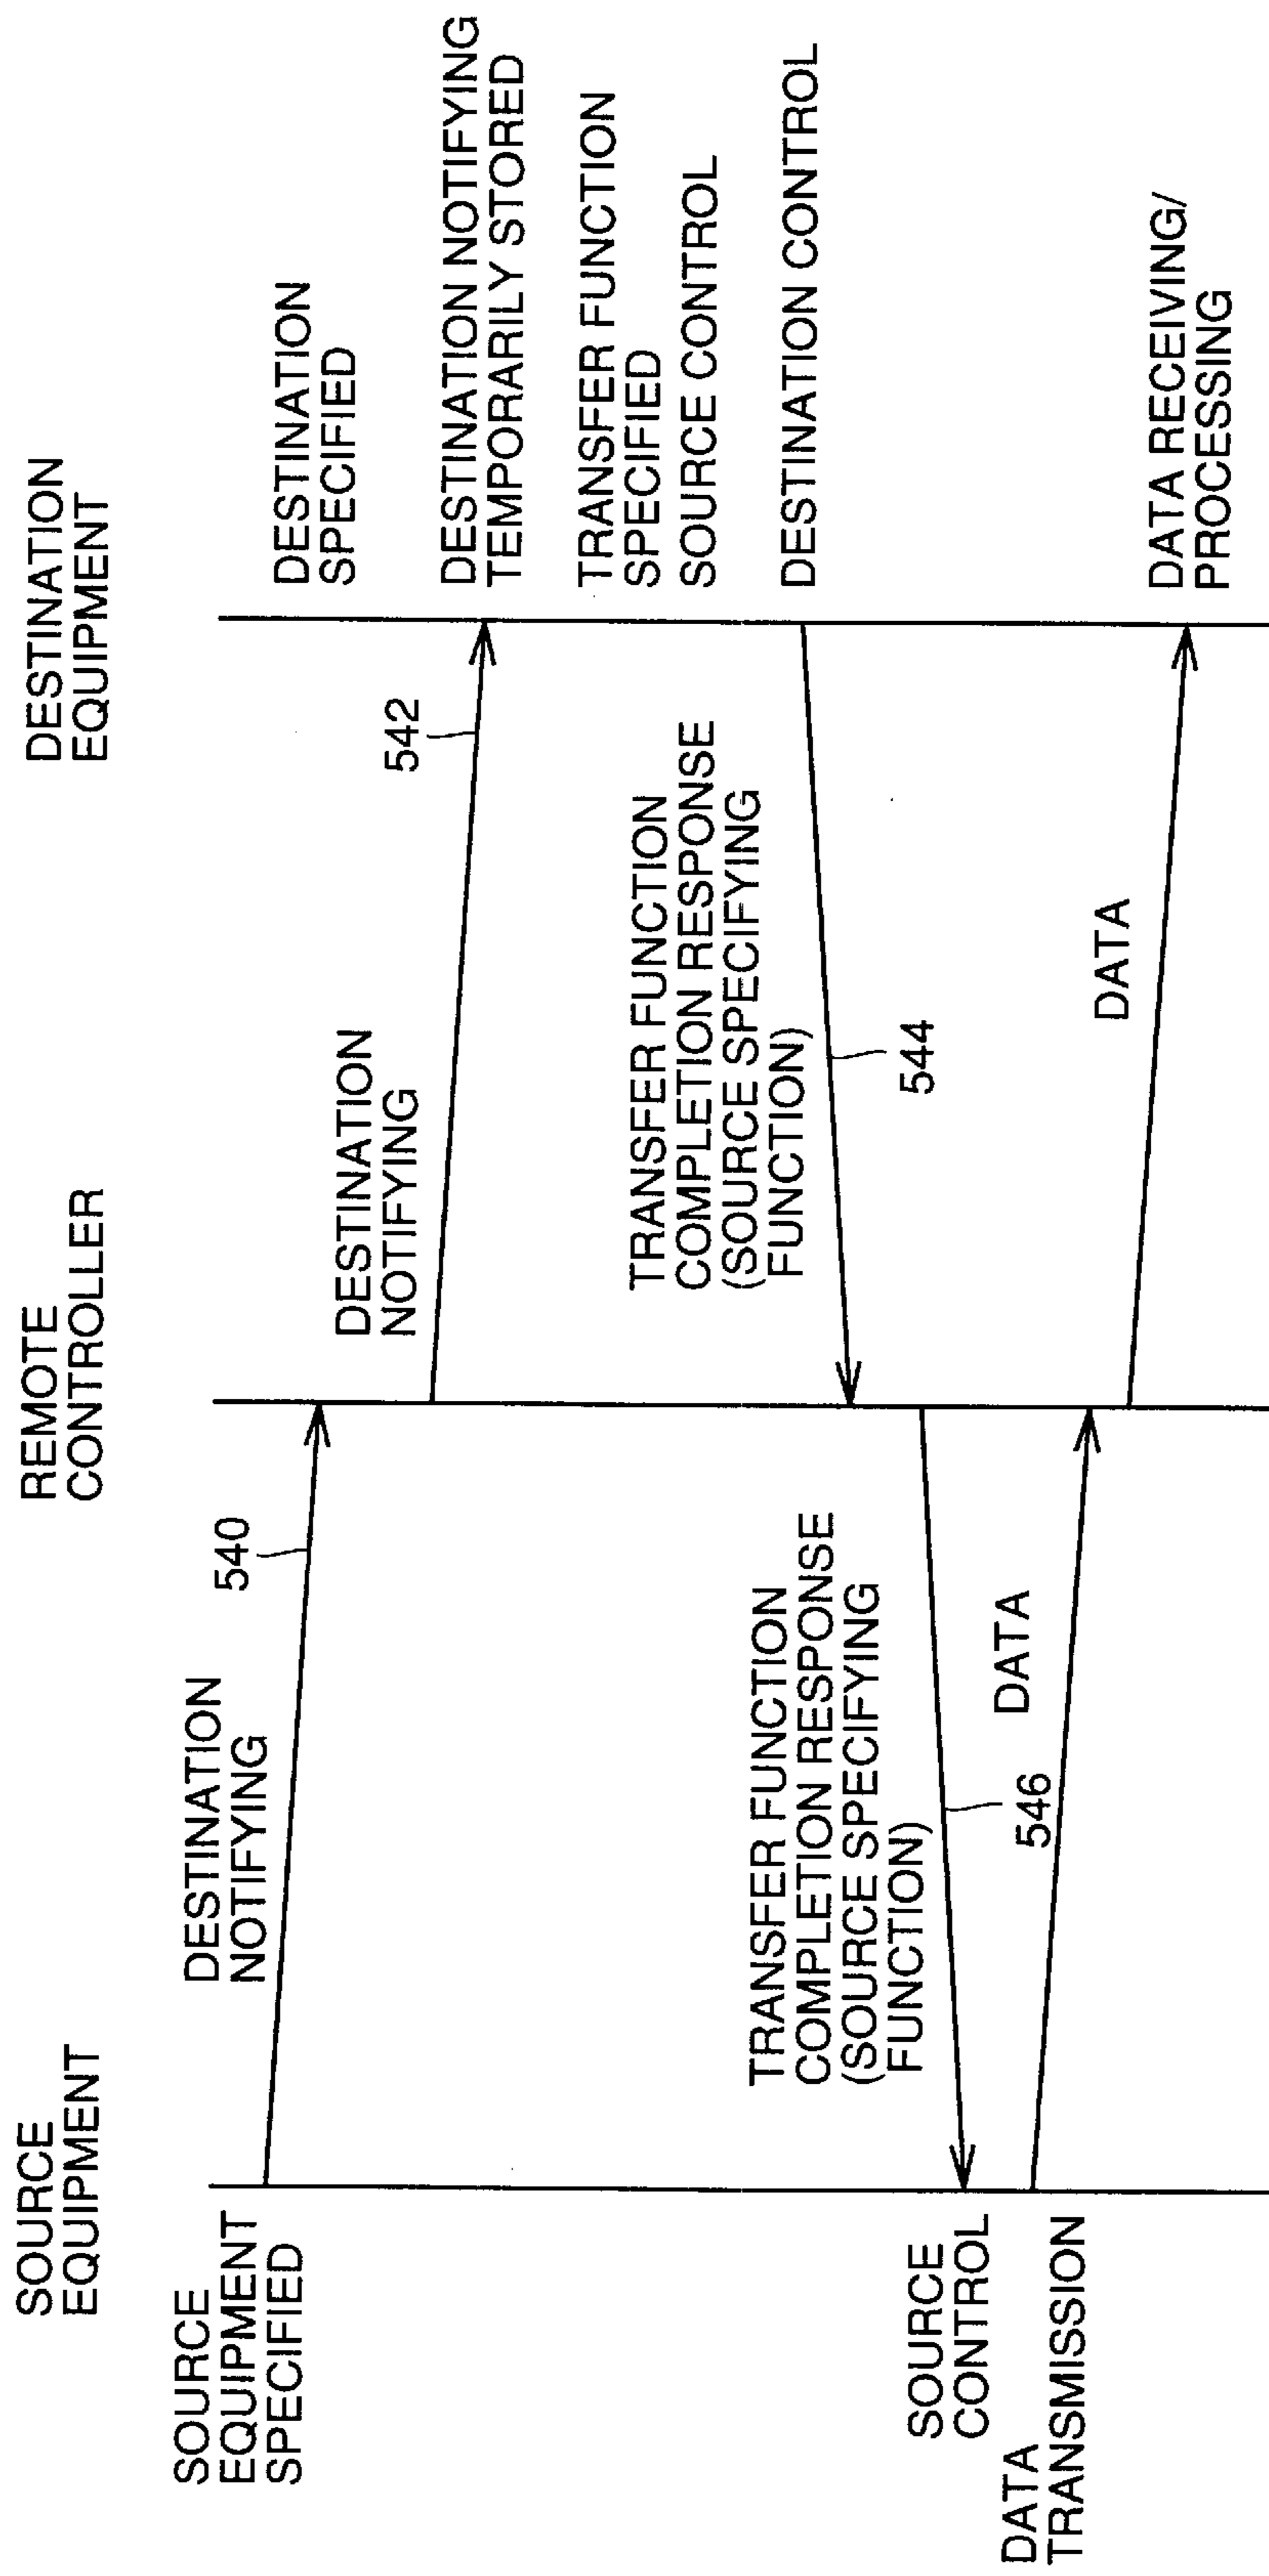 SOURCE
EQUIPMENT
REMOTE
CONTROLLER
DESTINATION
EQUIPMENT
SOURCE
EQUIPMENT
SPECIFIED
DESTINATION
NOTIFYING
540
DESTINATION
SPECIFIED
DESTINATION
NOTIFYING
542
DESTINATION NOTIFYING
TEMPORARILY STORED
TRANSFER FUNCTION
SPECIFIED
SOURCE CONTROL
DESTINATION CONTROL
TRANSFER FUNCTION
COMPLETION RESPONSE
(SOURCE SPECIFYING
FUNCTION)
544
TRANSFER FUNCTION
COMPLETION RESPONSE
(SOURCE SPECIFYING
FUNCTION)
546
SOURCE
CONTROL
DATA
TRANSMISSION
DATA
DATA
DATA RECEIVING/
PROCESSING